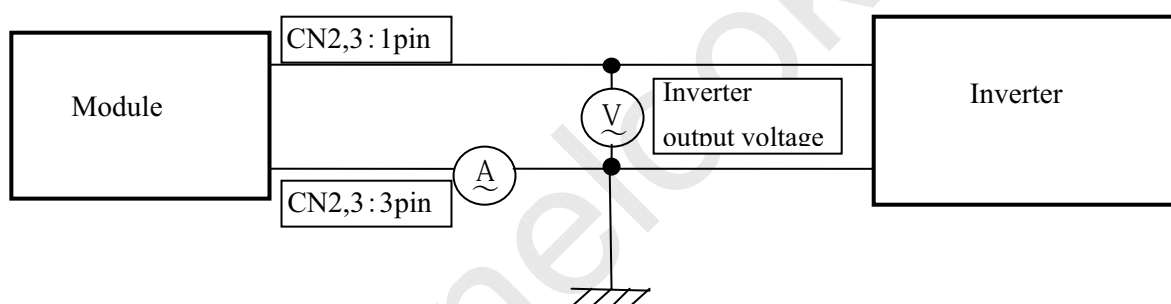 CN2,3 : 1pin
Module
V
Inverter
output voltage
Inverter
A
CN2,3 : 3pin